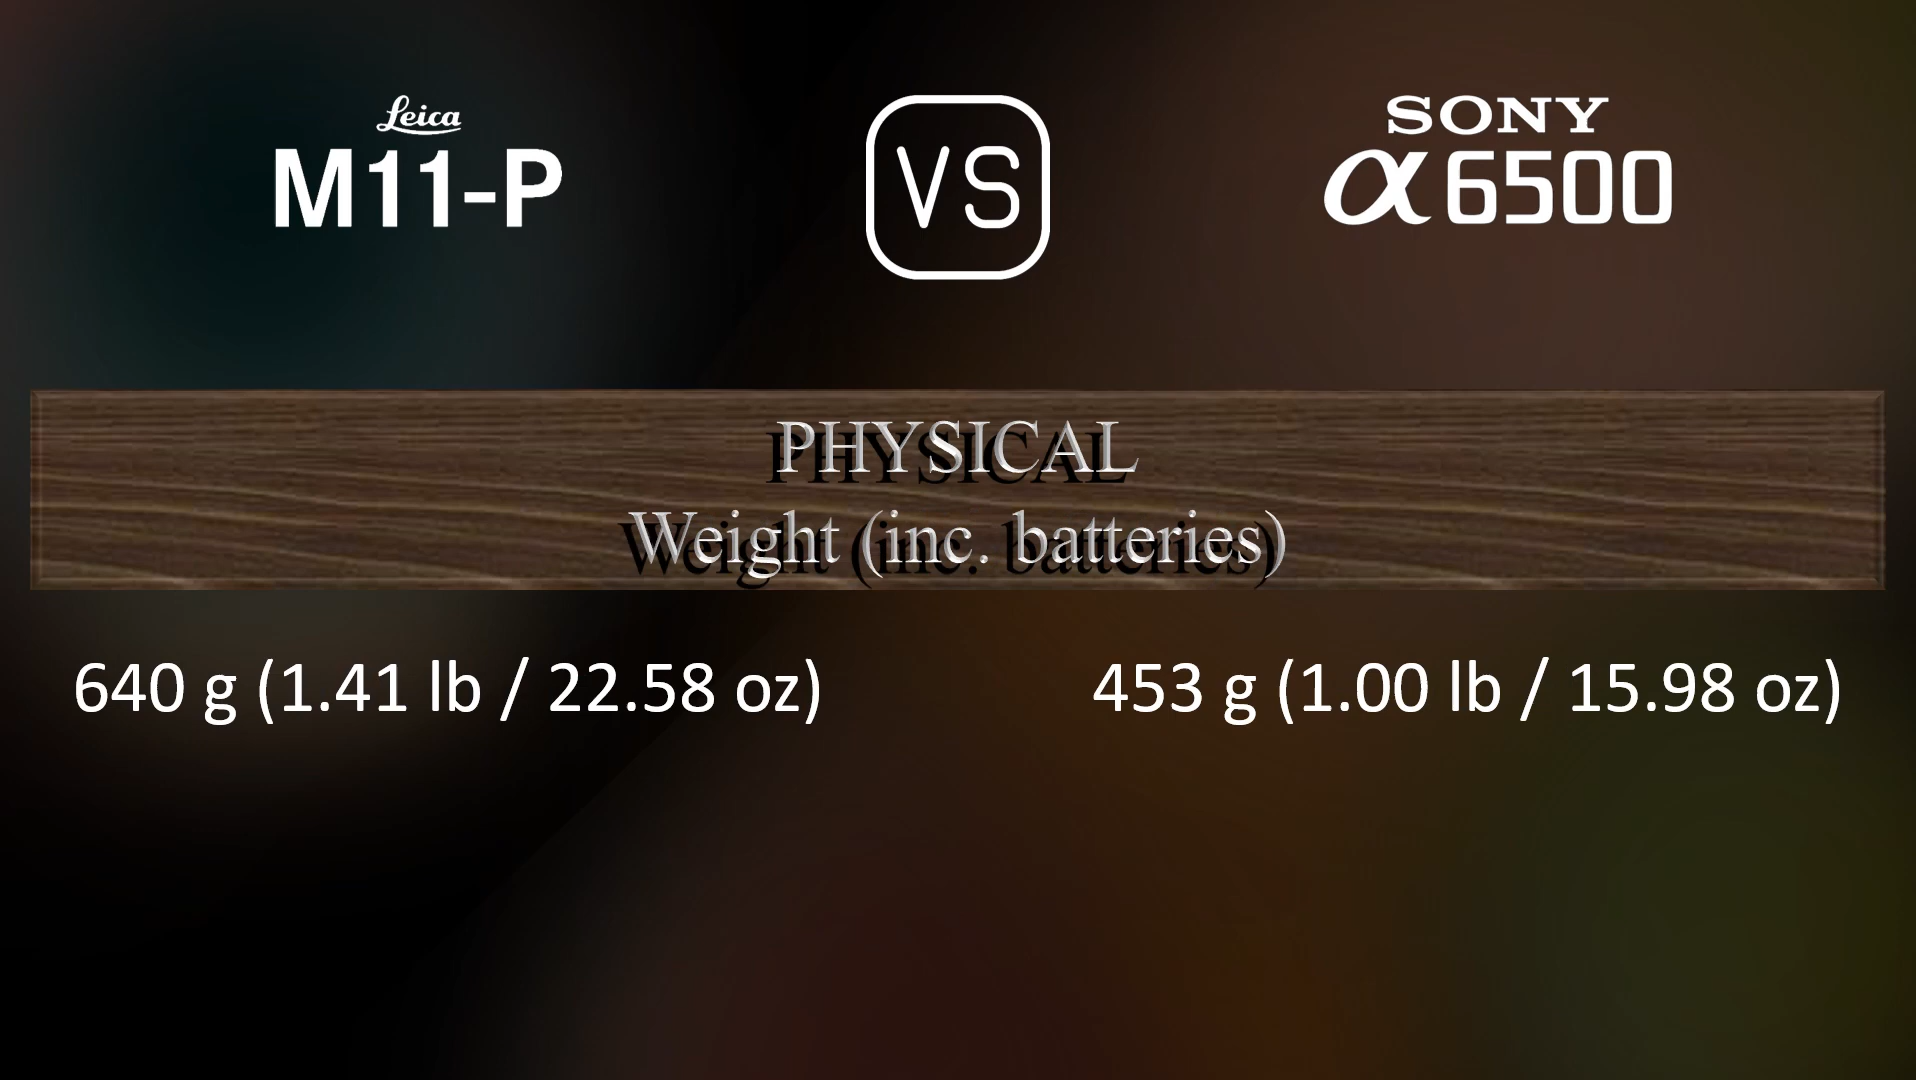 Leica
M11-P
VS
SONY
α6500
PHYSICAL
Weight (inc. batteries)
640 g (1.41 lb / 22.58 oz)
453 g (1.00 lb / 15.98 oz)